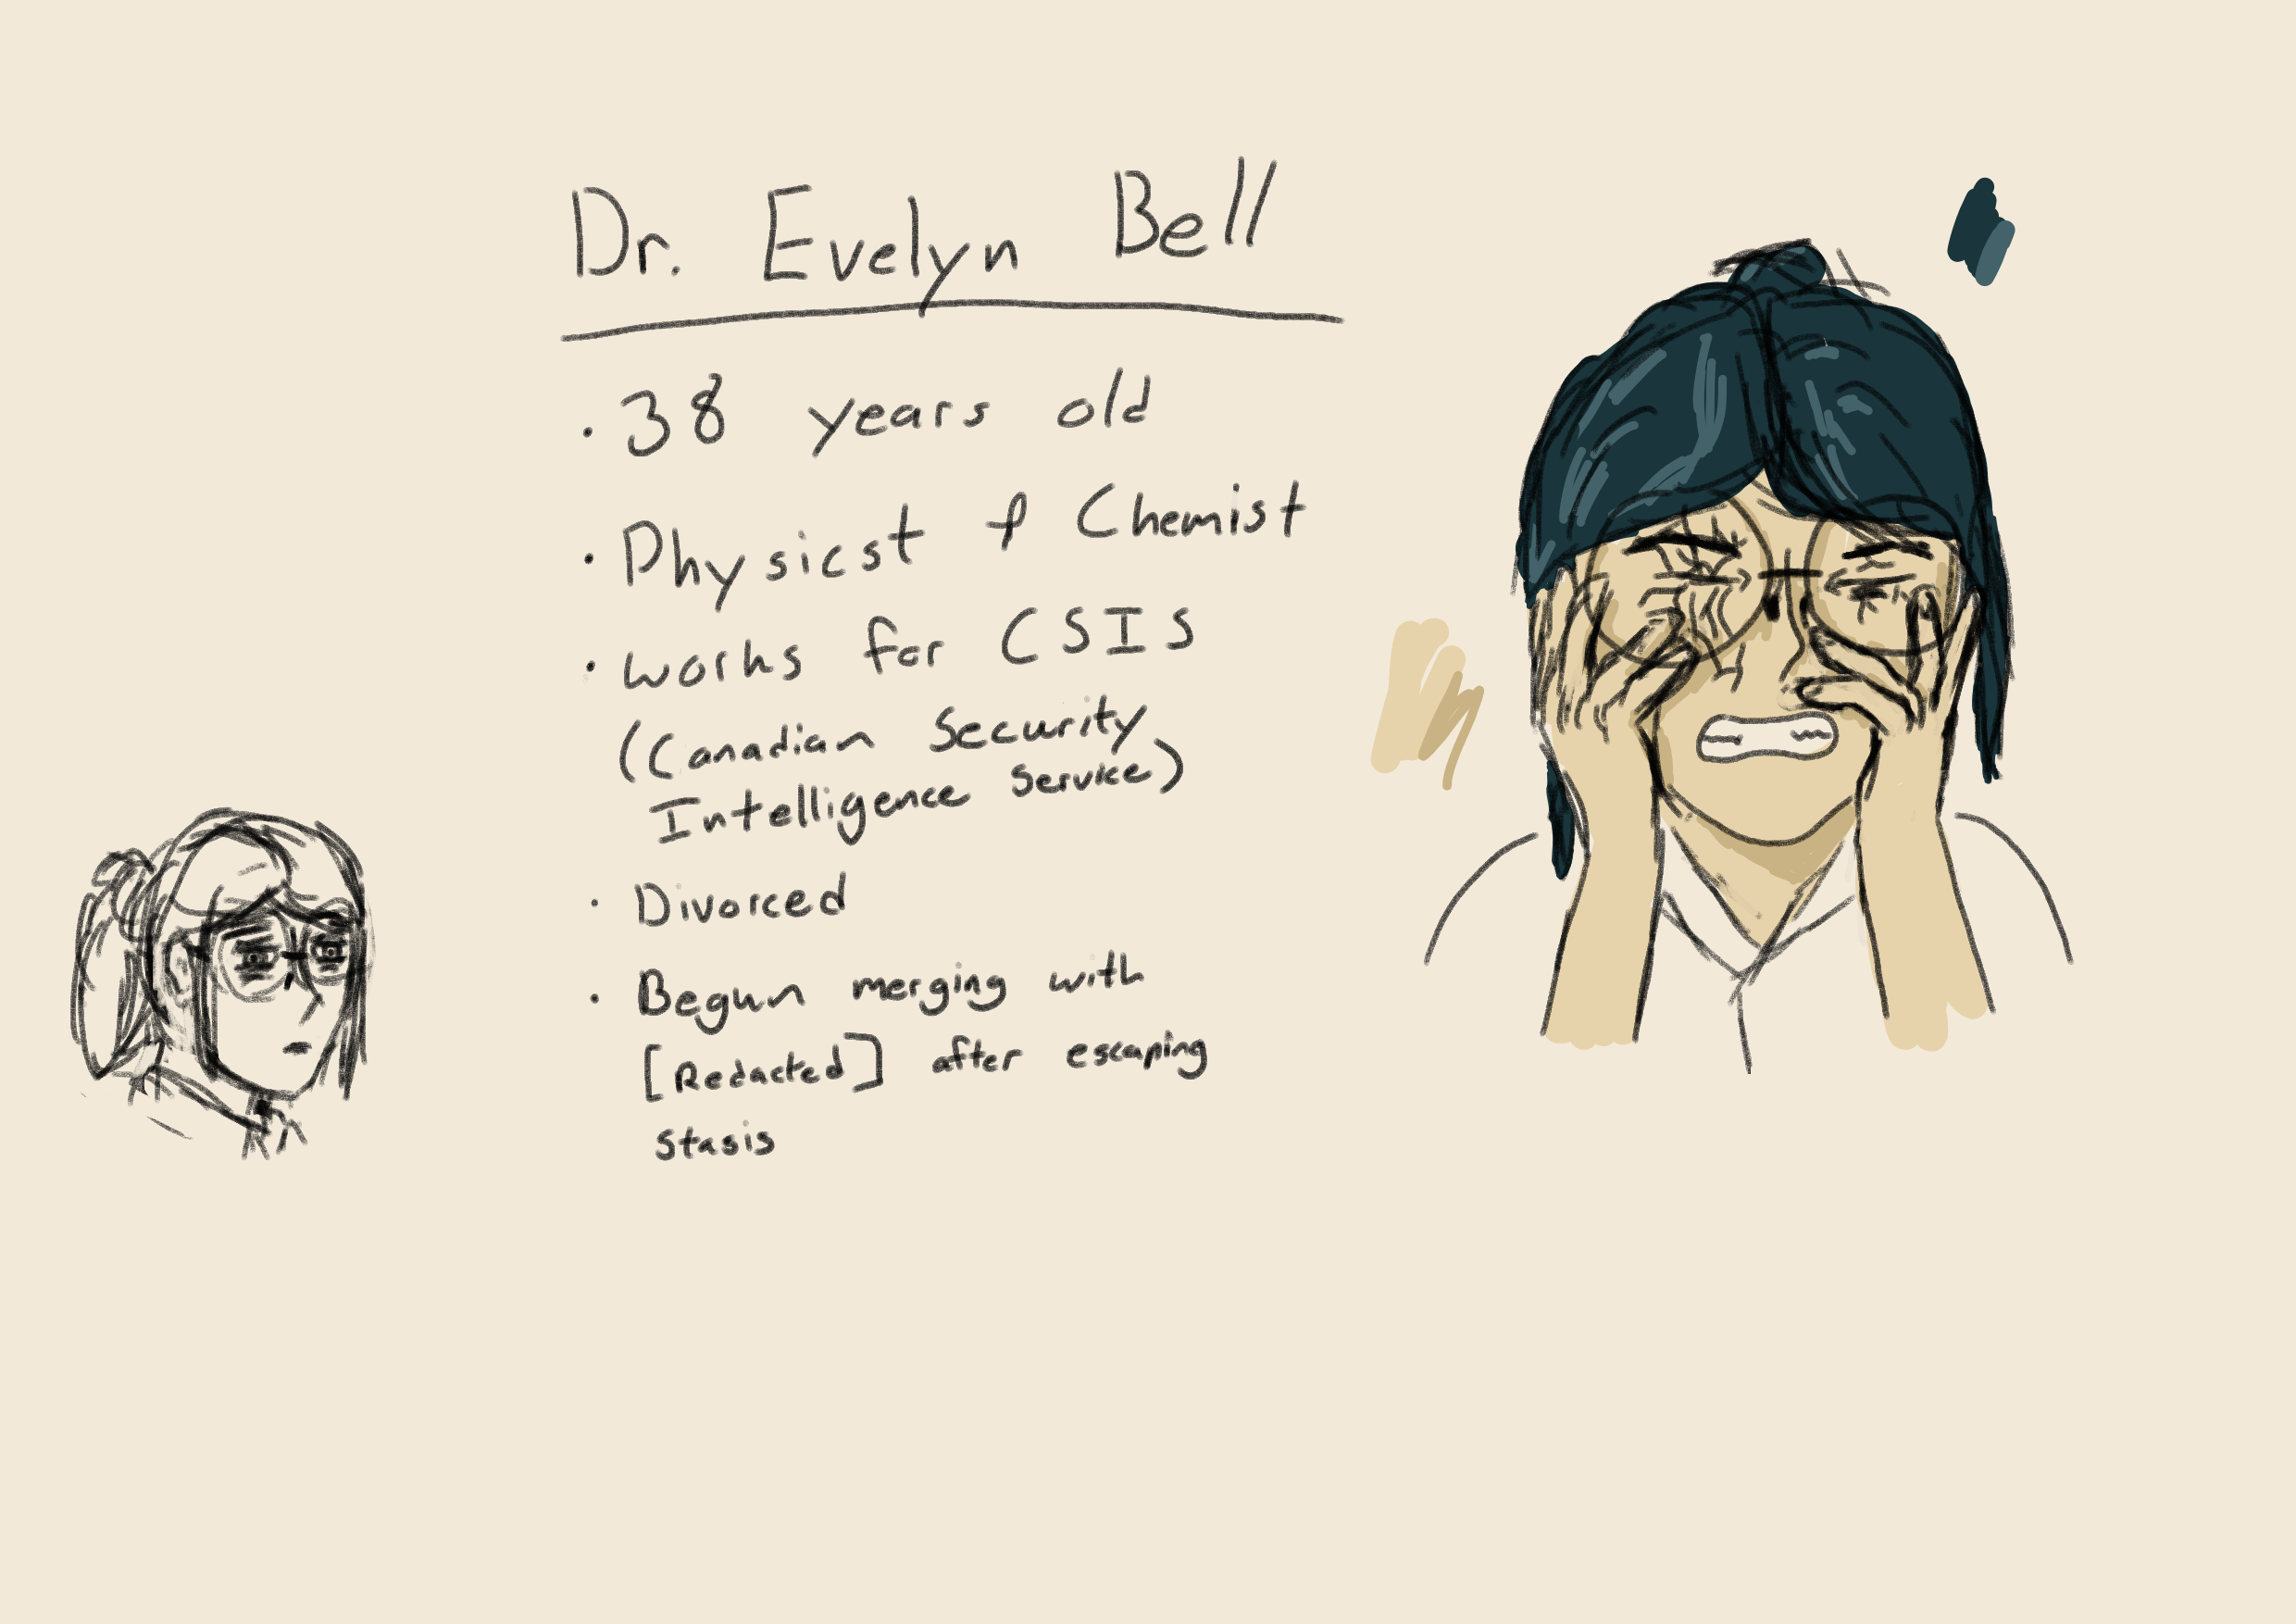 Dr. Evelyn Bell
• 38 years old
• Physicst & Chemist
• works for CSIS
(Canadian Security
Intelligence Service)
• Divorced
• Begun merging with
[Redacted] after escaping
stasis